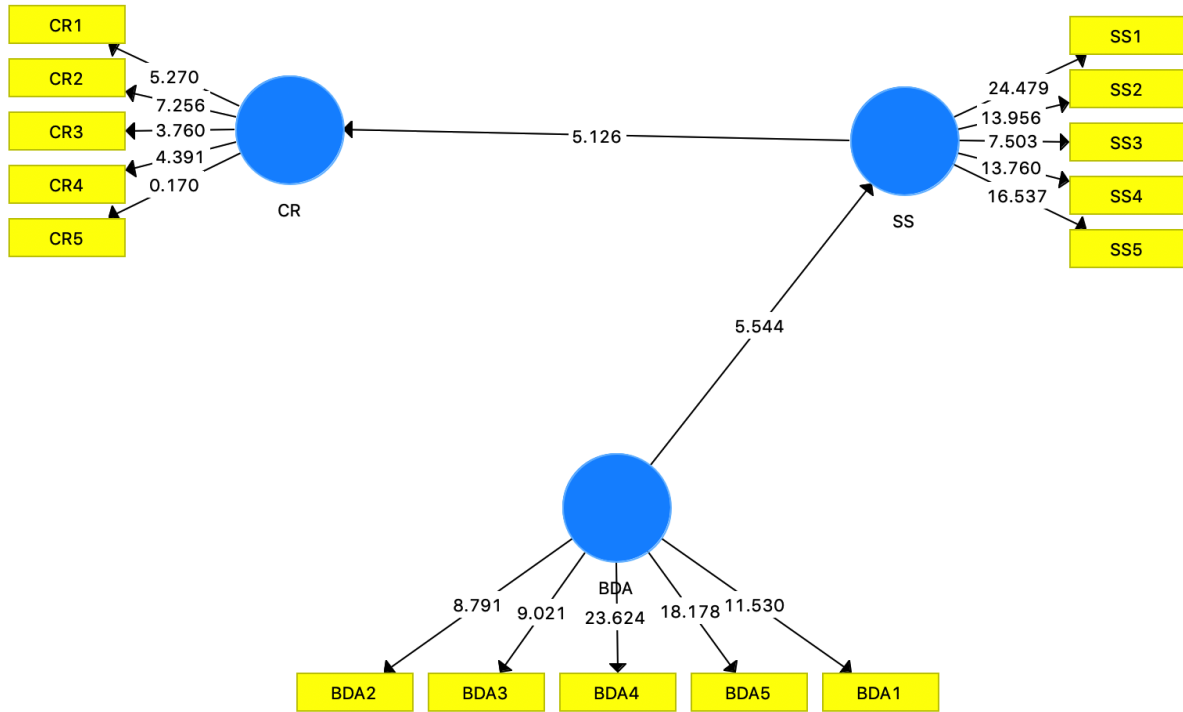 CR1
CR2
CR3
CR4
CR5
5.270
7.256
3.760
4.391
0.170
CR
5.126
SS1
SS2
SS3
SS4
SS5
24.479
13.956
7.503
13.760
16.537
SS
5.544
BDA
8.791
9.021
23.624
18.178
11.530
BDA2
BDA3
BDA4
BDA5
BDA1